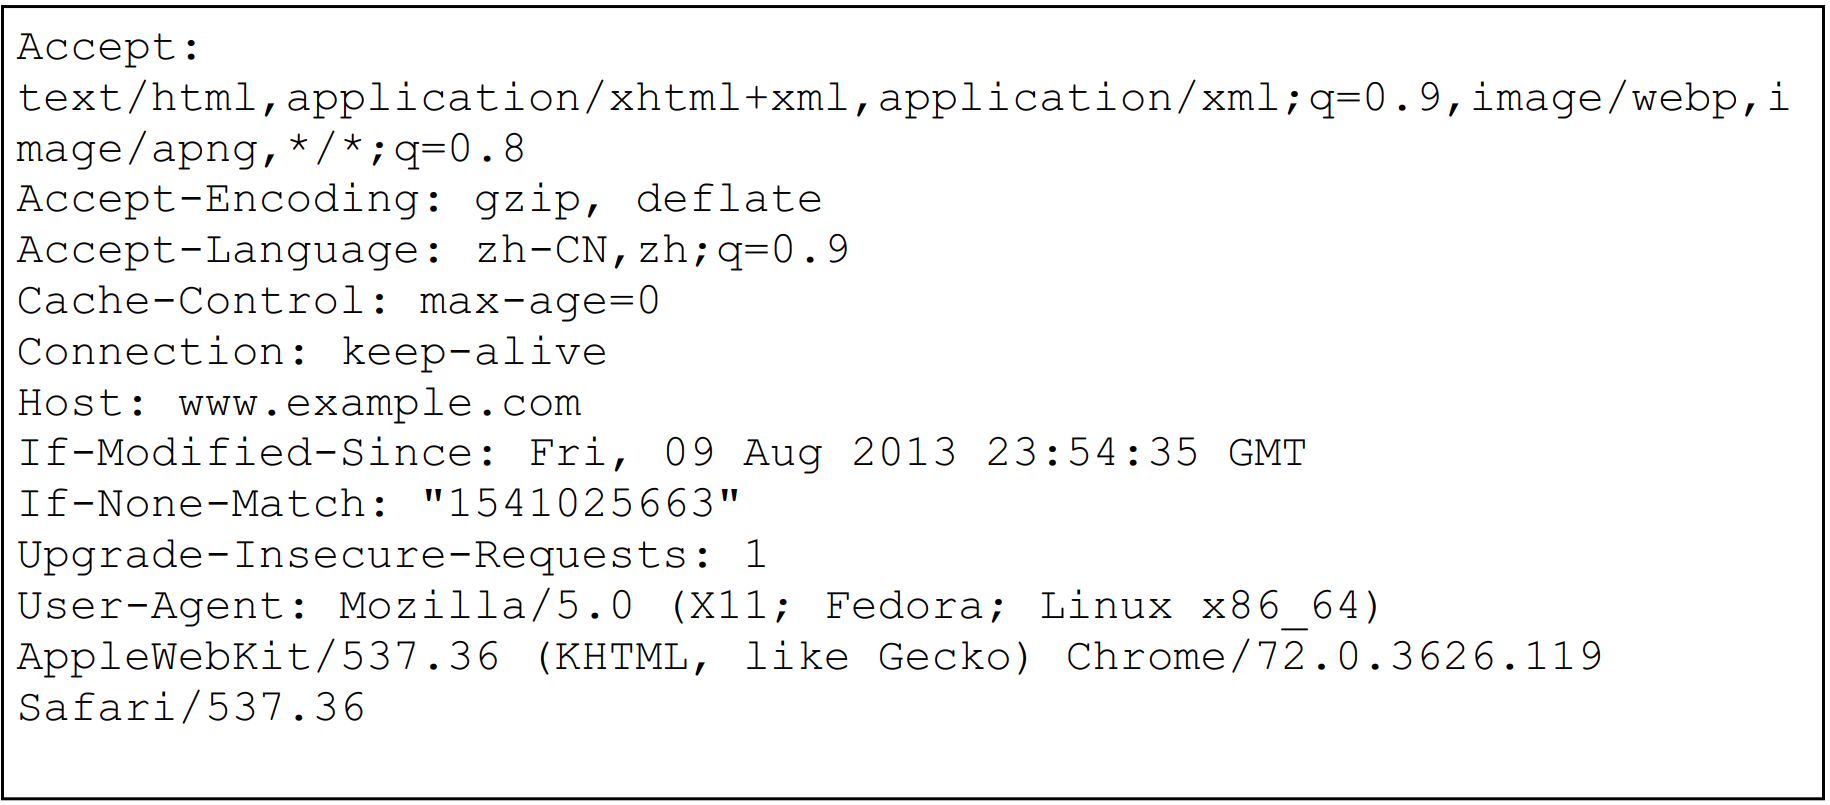 Accept:
text/html,application/xhtml+xml,application/xml;q=0.9,image/webp,i
mage/apng,*/*;q=0.8
Accept-Encoding: gzip, deflate
Accept-Language: zh-CN,zh;q=0.9
Cache-Control: max-age=0
Connection: keep-alive
Host: www.example.com
If-Modified-Since: Fri, 09 Aug 2013 23:54:35 GMT
If-None-Match: "1541025663"
Upgrade-Insecure-Requests: 1
User-Agent: Mozilla/5.0 (X11; Fedora; Linux x86_64)
AppleWebKit/537.36 (KHTML, like Gecko) Chrome/72.0.3626.119
Safari/537.36